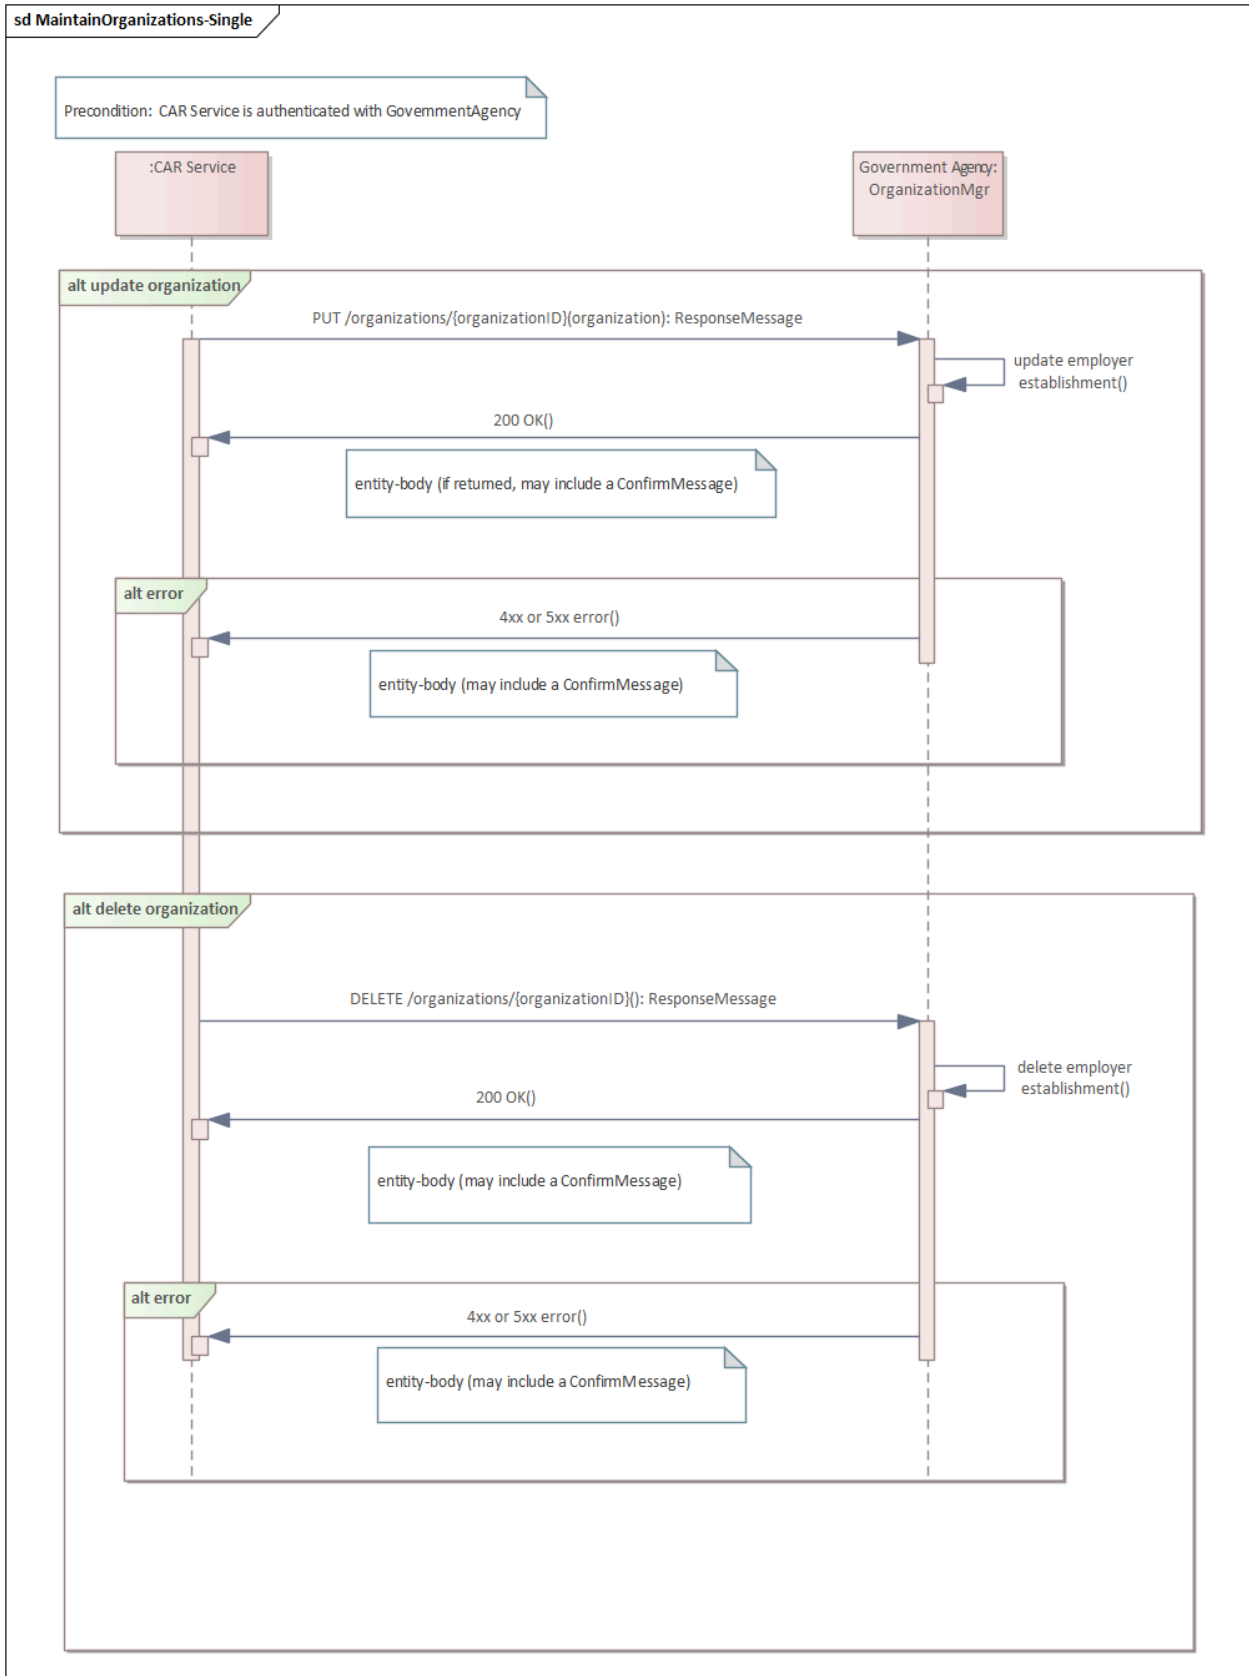 sd MaintainOrganizations-Single
Precondition: CAR Service is authenticated with GovernmentAgency
:CAR Service
Government Agency:
OrganizationMgr
alt update organization
PUT /organizations/{organizationID}(organization): ResponseMessage
update employer
establishment()
200 OK()
entity-body (if returned, may include a ConfirmMessage)
alt error
4xx or 5xx error()
entity-body (may include a ConfirmMessage)
alt delete organization
DELETE /organizations/{organizationID}(): ResponseMessage
delete employer
establishment()
200 OK()
entity-body (may include a ConfirmMessage)
alt error
4xx or 5xx error()
entity-body (may include a ConfirmMessage)